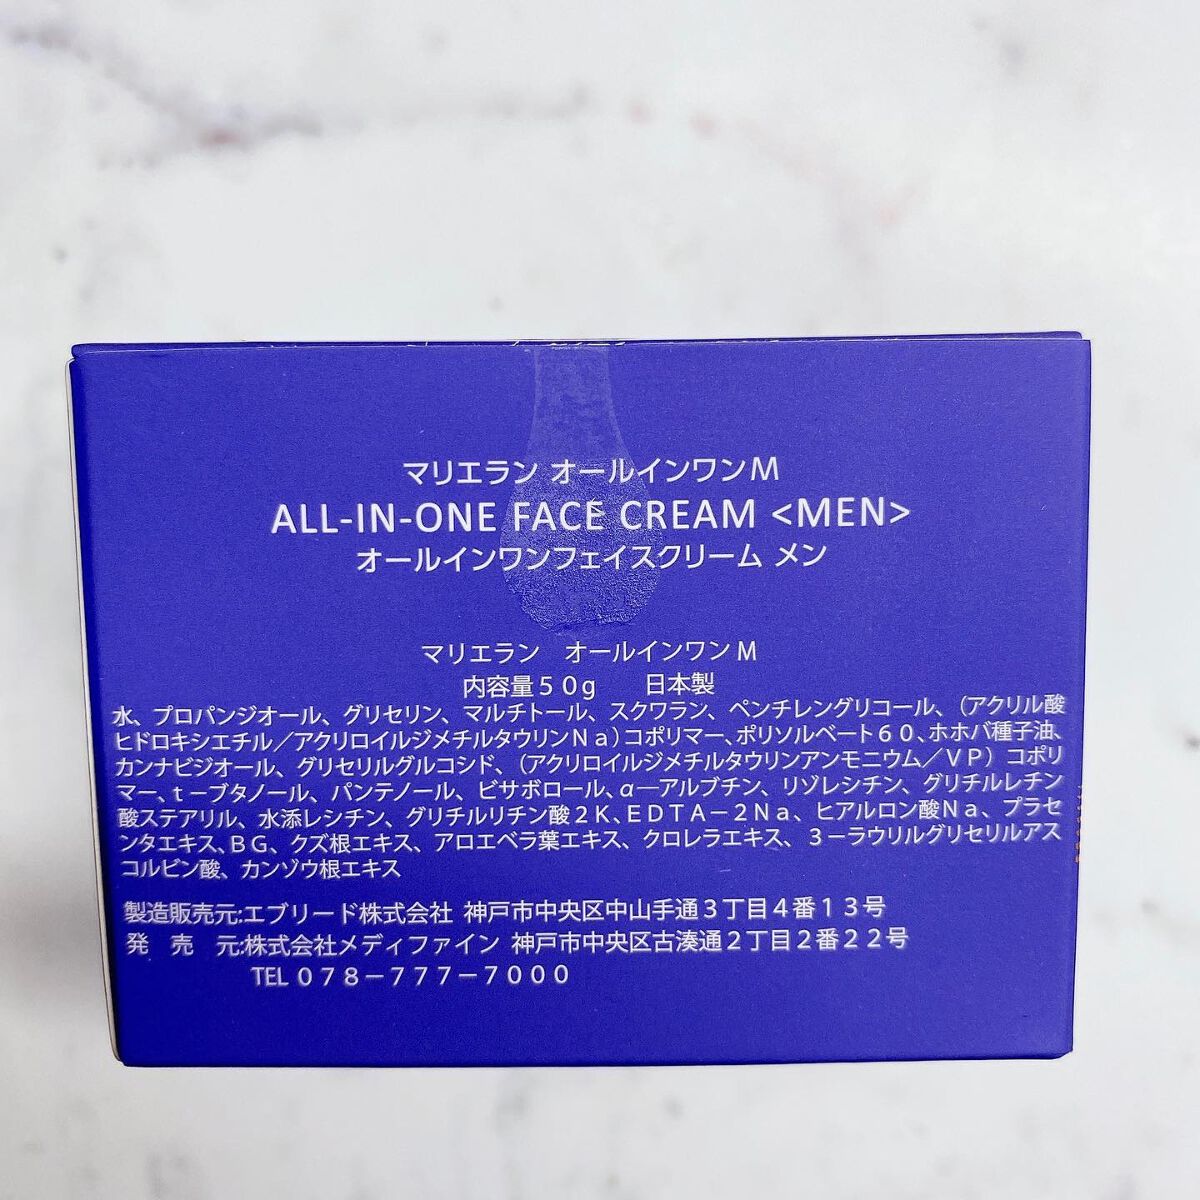 マリエラン オールインワンM
ALL-IN-ONE FACE CREAM <MEN>
オールインワンフェイスクリーム メン
マリエラン　オールインワンM
内容量５０g　　日本製
水、プロパンジオール、グリセリン、マルチトール、スクワラン、ペンチレングリコール、（アクリル酸
ヒドロキシエチル／アクリロイルジメチルタウリンＮａ）コポリマー、ポリソルベート６０、ホホバ種子油、
カンナビジオール、グリセリルグルコシド、（アクリロイルジメチルタウリンアンモニウム／ＶＰ）コポリ
マー、ｔ－ブタノール、パンテノール、ビサボロール、α－アルブチン、リゾレシチン、グリチルレチン
酸ステアリル、水添レシチン、グリチルリチン酸２Ｋ、ＥＤＴＡ－２Ｎａ、ヒアルロン酸Ｎａ、プラセ
ンタエキス、ＢＧ、クズ根エキス、アロエベラ葉エキス、クロレラエキス、３－ラウリルグリセリルアス
コルビン酸、カンゾウ根エキス
製造販売元:エブリード株式会社 神戸市中央区中山手通３丁目４番１３号
発　売　元:株式会社メディファイン 神戸市中央区古湊通２丁目２番２２号
TEL ０７８－７７７－７０００